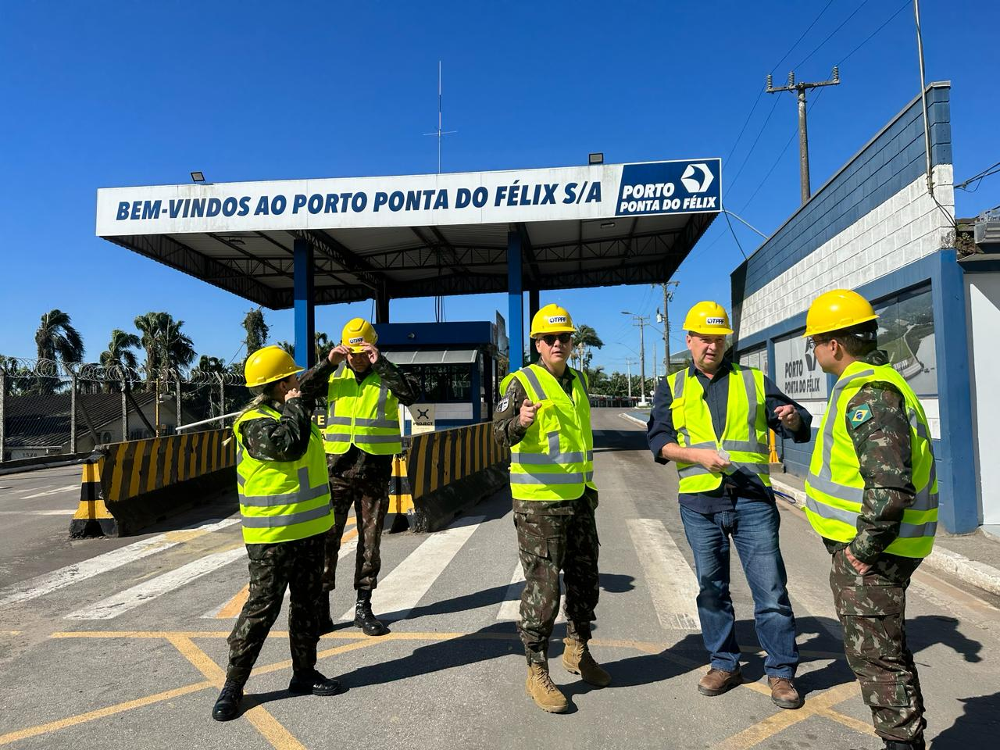 BEM-VINDOS AO PORTO PONTA DO FÉLIX S/A
PORTO
PONTA DO FÉLIX
TPPF
TPPF
TPPF
PORTO
PONTA DO FÉLIX
PROJECT
1520